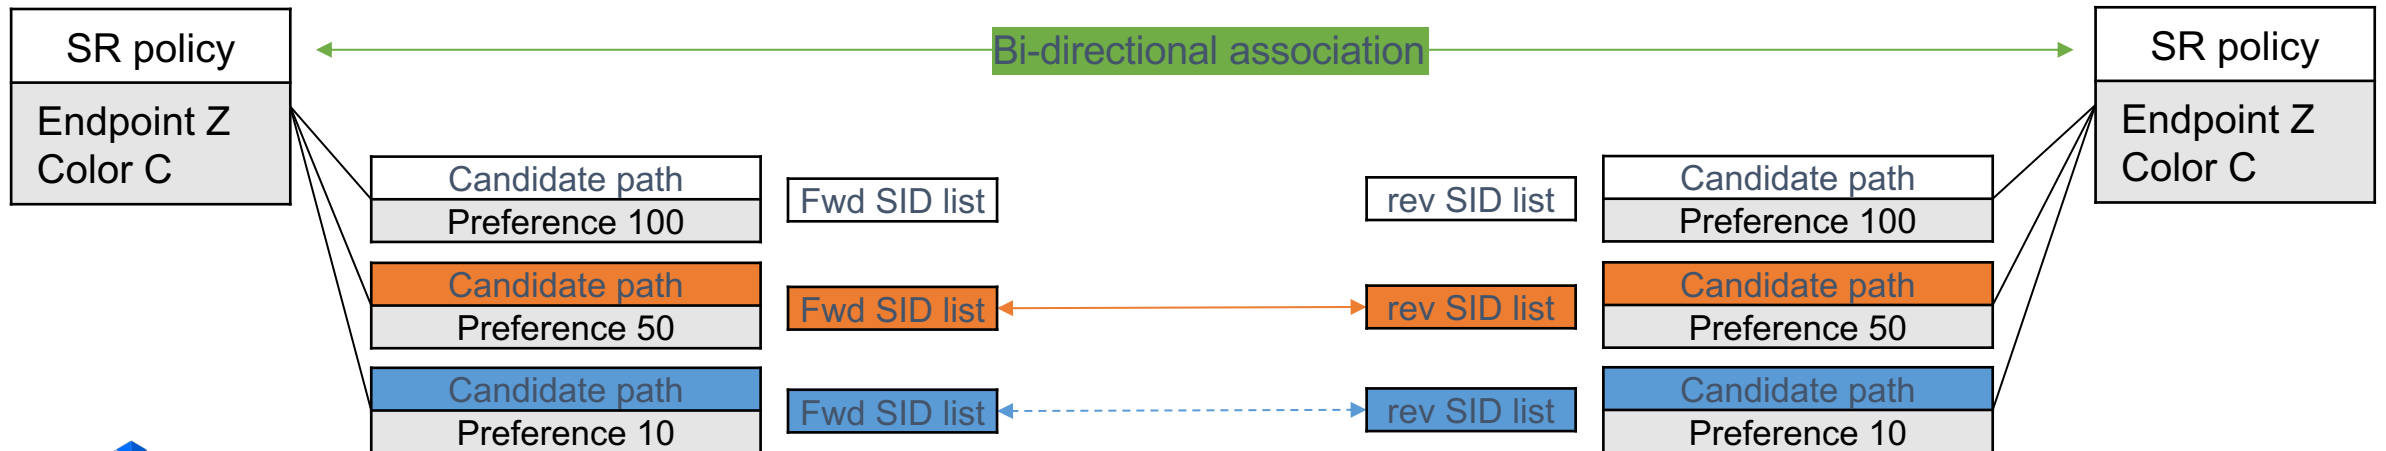 SR policy
Endpoint Z
Color C
Bi-directional association
SR policy
Endpoint Z
Color C
Candidate path
Preference 100
Fwd SID list
rev SID list
Candidate path
Preference 100
Candidate path
Preference 50
Fwd SID list
rev SID list
Candidate path
Preference 50
Candidate path
Preference 10
Fwd SID list
rev SID list
Candidate path
Preference 10